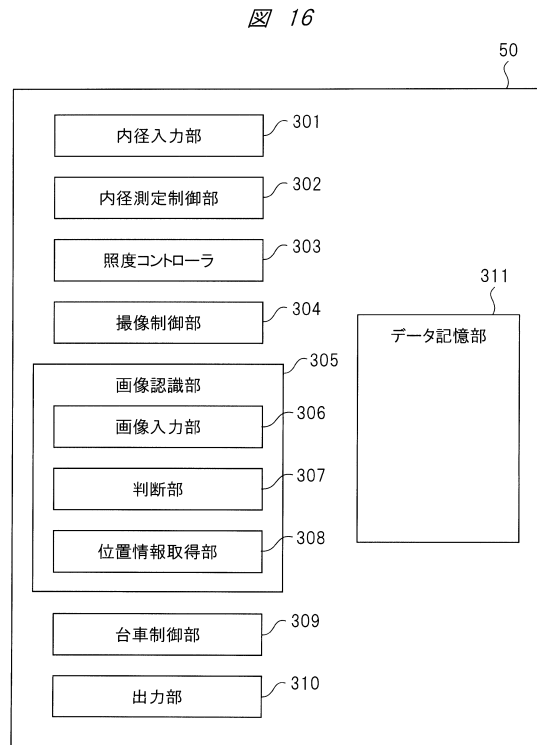 図 16
50
内径入力部
301
内径測定制御部
302
照度コントローラ
303
撮像制御部
304
画像認識部
305
画像入力部
306
判断部
307
位置情報取得部
308
台車制御部
309
出力部
310
311
データ記憶部